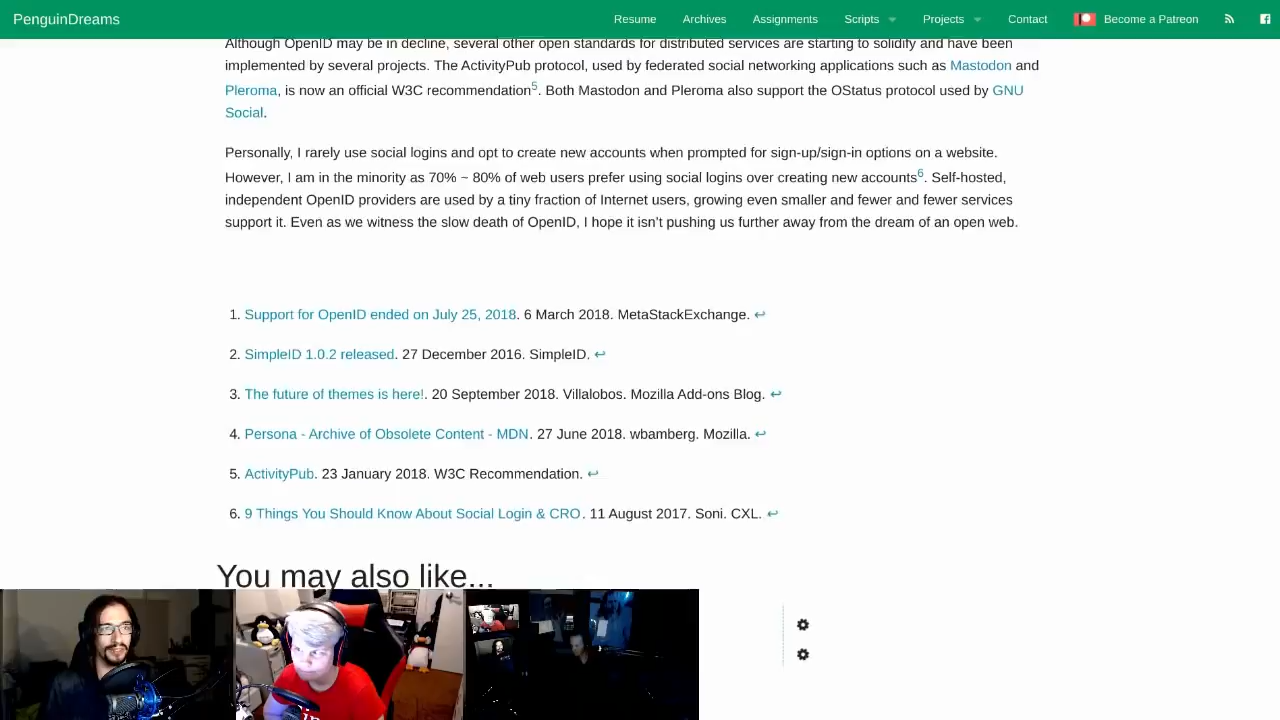 PenguinDreams
Resume Archives Assignments Scripts Projects Contact Become a Patreon
Although OpenID may be in decline, several other open standards for distributed services are starting to solidify and have been
implemented by several projects. The ActivityPub protocol, used by federated social networking applications such as Mastodon and
Pleroma, is now an official W3C recommendation5. Both Mastodon and Pleroma also support the OStatus protocol used by GNU
Social.
Personally, I rarely use social logins and opt to create new accounts when prompted for sign-up/sign-in options on a website.
However, I am in the minority as 70% ~ 80% of web users prefer using social logins over creating new accounts6. Self-hosted,
independent OpenID providers are used by a tiny fraction of Internet users, growing even smaller and fewer and fewer services
support it. Even as we witness the slow death of OpenID, I hope it isn't pushing us further away from the dream of an open web.
1. Support for OpenID ended on July 25, 2018. 6 March 2018. MetaStackExchange. ↩
2. SimpleID 1.0.2 released. 27 December 2016. SimpleID. ↩
3. The future of themes is here!. 20 September 2018. Villalobos. Mozilla Add-ons Blog. ↩
4. Persona - Archive of Obsolete Content - MDN. 27 June 2018. wbamberg. Mozilla. ↩
5. ActivityPub. 23 January 2018. W3C Recommendation. ↩
6. 9 Things You Should Know About Social Login & CRO. 11 August 2017. Soni. CXL. ↩
You may also like...